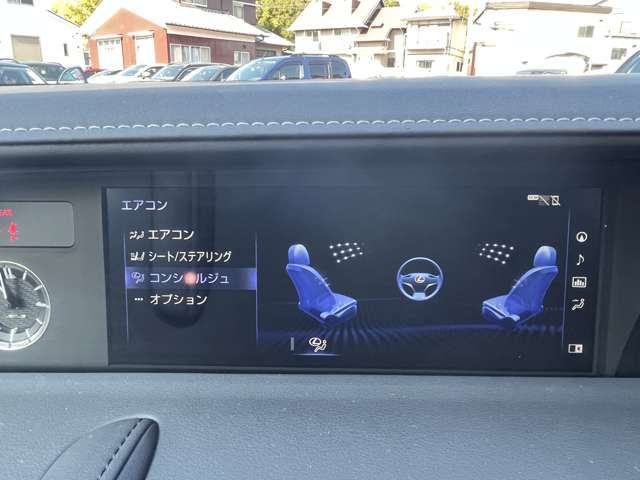 エアコン
エアコン
シート/ステアリング
コンシェルジュ
オプション